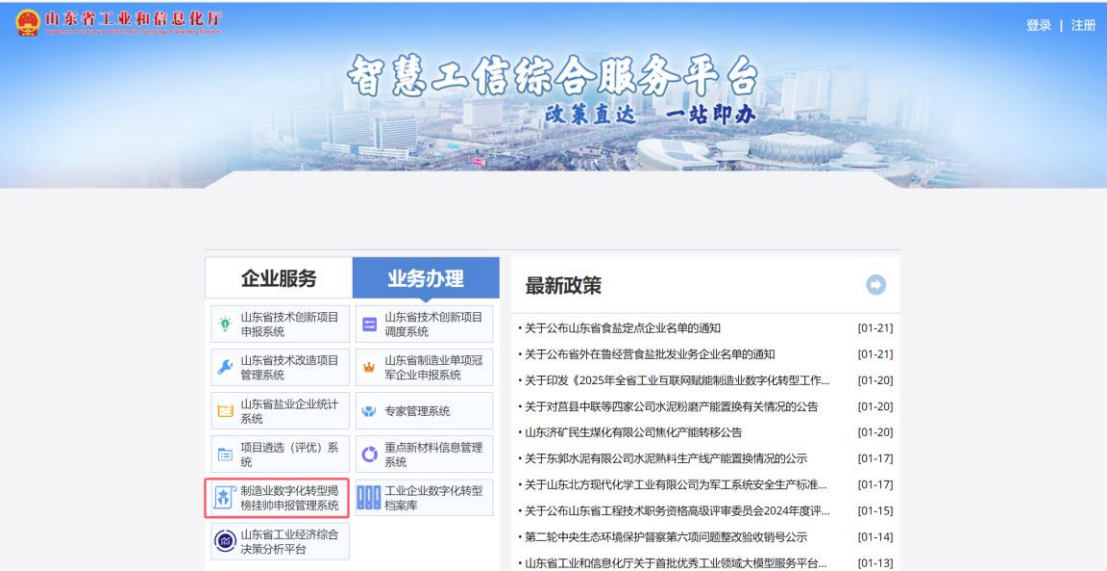 山东省工业和信息化厅
登录 | 注册
智慧工信综合服务平台
政策直达 一站即办
企业服务
业务办理
山东省技术创新项目
申报系统
山东省技术创新项目
调度系统
山东省技术改造项目
管理系统
山东省制造业单项冠
军企业申报系统
山东省盐业企业统计
系统
专家管理系统
项目遴选（评优）系
统
重点新材料信息管理
系统
制造业数字化转型揭
榜挂帅申报管理系统
工业企业数字化转型
档案库
山东省工业经济综合
决策分析平台
最新政策
• 关于公布山东省食盐定点企业名单的通知 [01-21]
• 关于公布省外在鲁经营食盐批发业务企业名单的通知 [01-21]
• 关于印发《2025年全省工业互联网赋能制造业数字化转型工作... [01-20]
• 关于对莒县中联等四家公司水泥粉磨产能置换有关情况的公告 [01-20]
• 山东济矿民生煤化有限公司焦化产能转移公告 [01-20]
• 关于东郭水泥有限公司水泥熟料生产线产能置换情况的公示 [01-17]
• 关于山东北方现代化学工业有限公司为军工系统安全生产标准... [01-17]
• 关于公布山东省工程技术职务资格高级评审委员会2024年度评... [01-15]
• 第二轮中央生态环境保护督察第六项问题整改验收销号公示 [01-14]
• 山东省工业和信息化厅关于首批优秀工业领域大模型服务平台... [01-13]